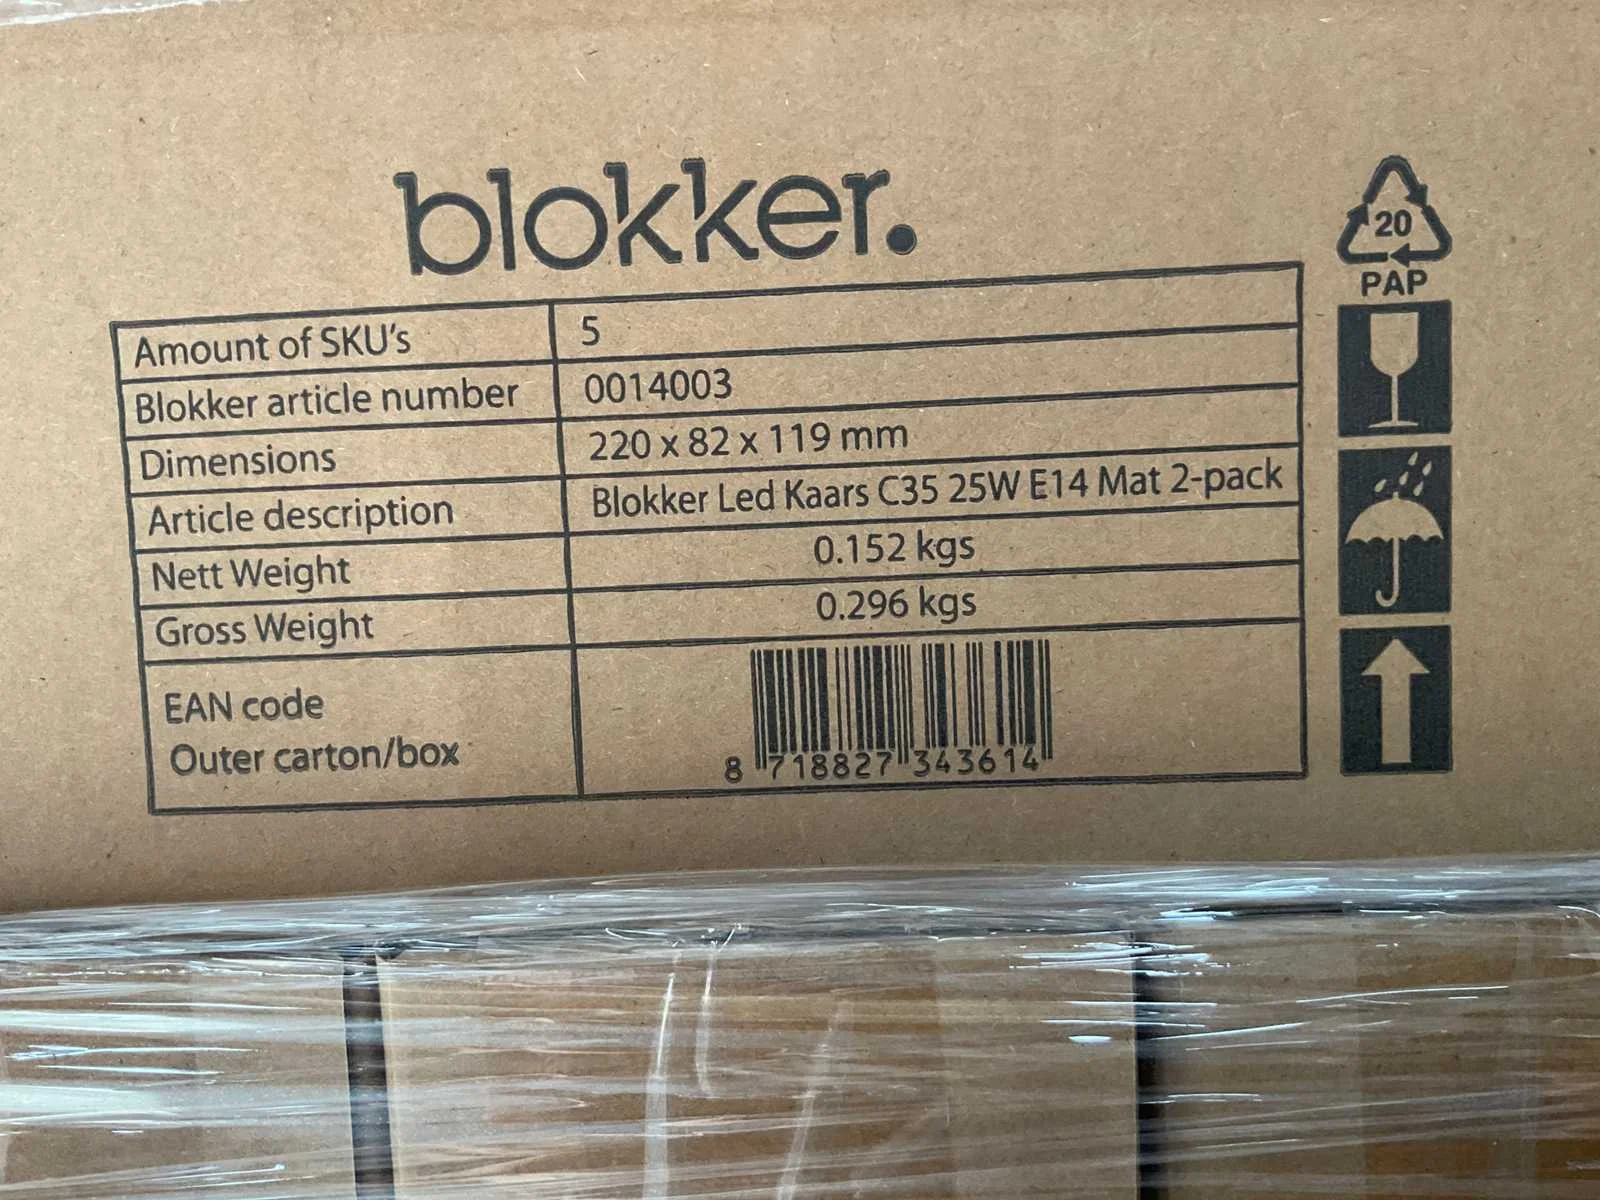 blokker.
Amount of SKU's 5
Blokker article number 0014003
Dimensions 220 x 82 x 119 mm
Article description Blokker Led Kaars C35 25W E14 Mat 2-pack
Nett Weight 0.152 kgs
Gross Weight 0.296 kgs
EAN code
Outer carton/box
8 718827 343614
20
PAP